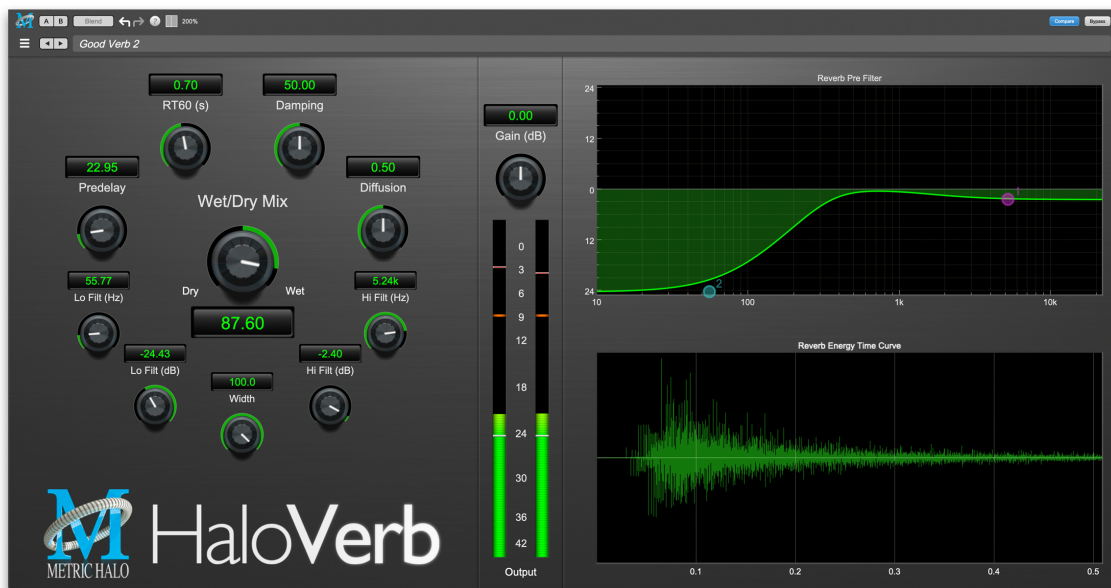 A B Blend ? 200% Compare Bypass
Good Verb 2
0.70
RT60 (s)
50.00
Damping
22.95
Predelay
0.50
Diffusion
Wet/Dry Mix
Dry
Wet
87.60
55.77
Lo Filt (Hz)
5.24k
Hi Filt (Hz)
-24.43
Lo Filt (dB)
-2.40
Hi Filt (dB)
100.0
Width
M
METRIC HALO
HaloVerb
0.00
Gain (dB)
0
3
6
9
12
18
24
30
36
42
Output
Reverb Pre Filter
24
12
0
12
24
1
2
10 100 1k 10k
Reverb Energy Time Curve
0.1 0.2 0.3 0.4 0.5